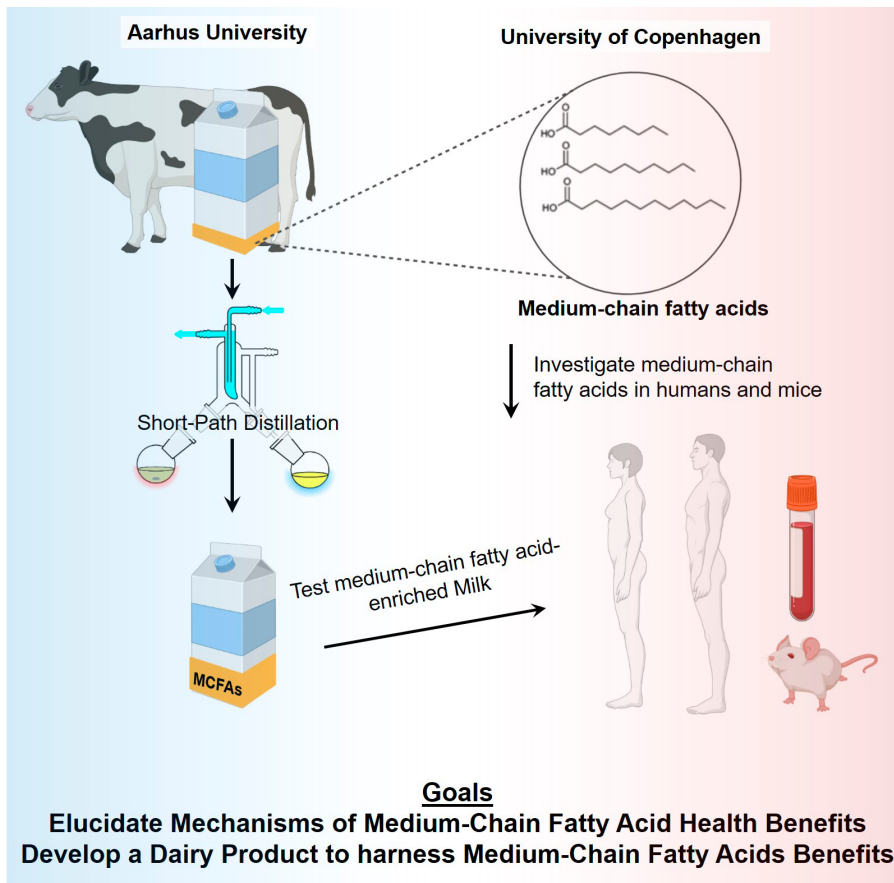 Aarhus University
University of Copenhagen
O
HO
O
HO
O
HO
Medium-chain fatty acids
Investigate medium-chain
fatty acids in humans and mice
Short-Path Distillation
Test medium-chain fatty acid-
enriched Milk
MCFAs
Goals
Elucidate Mechanisms of Medium-Chain Fatty Acid Health Benefits
Develop a Dairy Product to harness Medium-Chain Fatty Acids Benefits